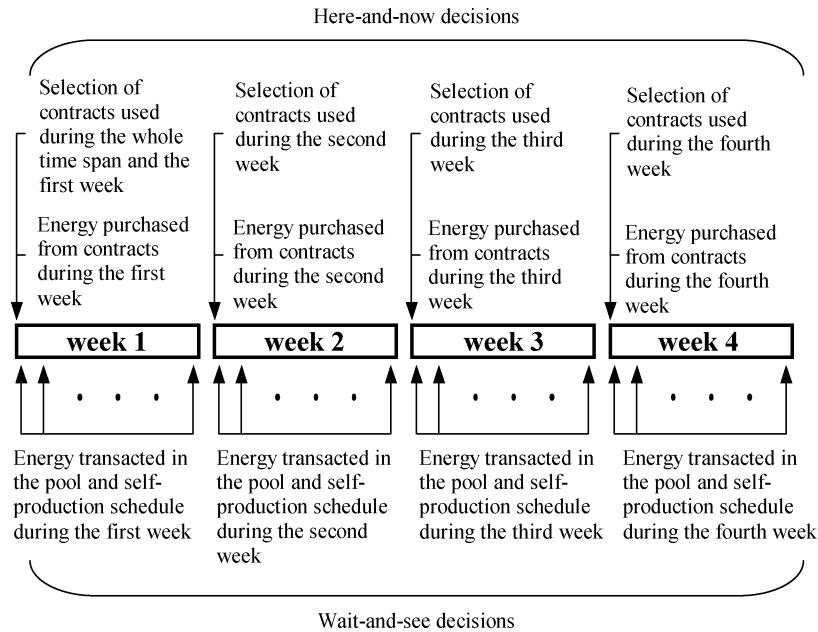 Here-and-now decisions
Selection of
contracts used
during the whole
time span and the
first week
Selection of
contracts used
during the second
week
Selection of
contracts used
during the third
week
Selection of
contracts used
during the fourth
week
Energy purchased
from contracts
during the first
week
Energy purchased
from contracts
during the second
week
Energy purchased
from contracts
during the third
week
Energy purchased
from contracts
during the fourth
week
week 1
week 2
week 3
week 4
Energy transacted in
the pool and self-
production schedule
during the first week
Energy transacted in
the pool and self-
production schedule
during the second
week
Energy transacted in
the pool and self-
production schedule
during the third week
Energy transacted in
the pool and self-
production schedule
during the fourth week
Wait-and-see decisions